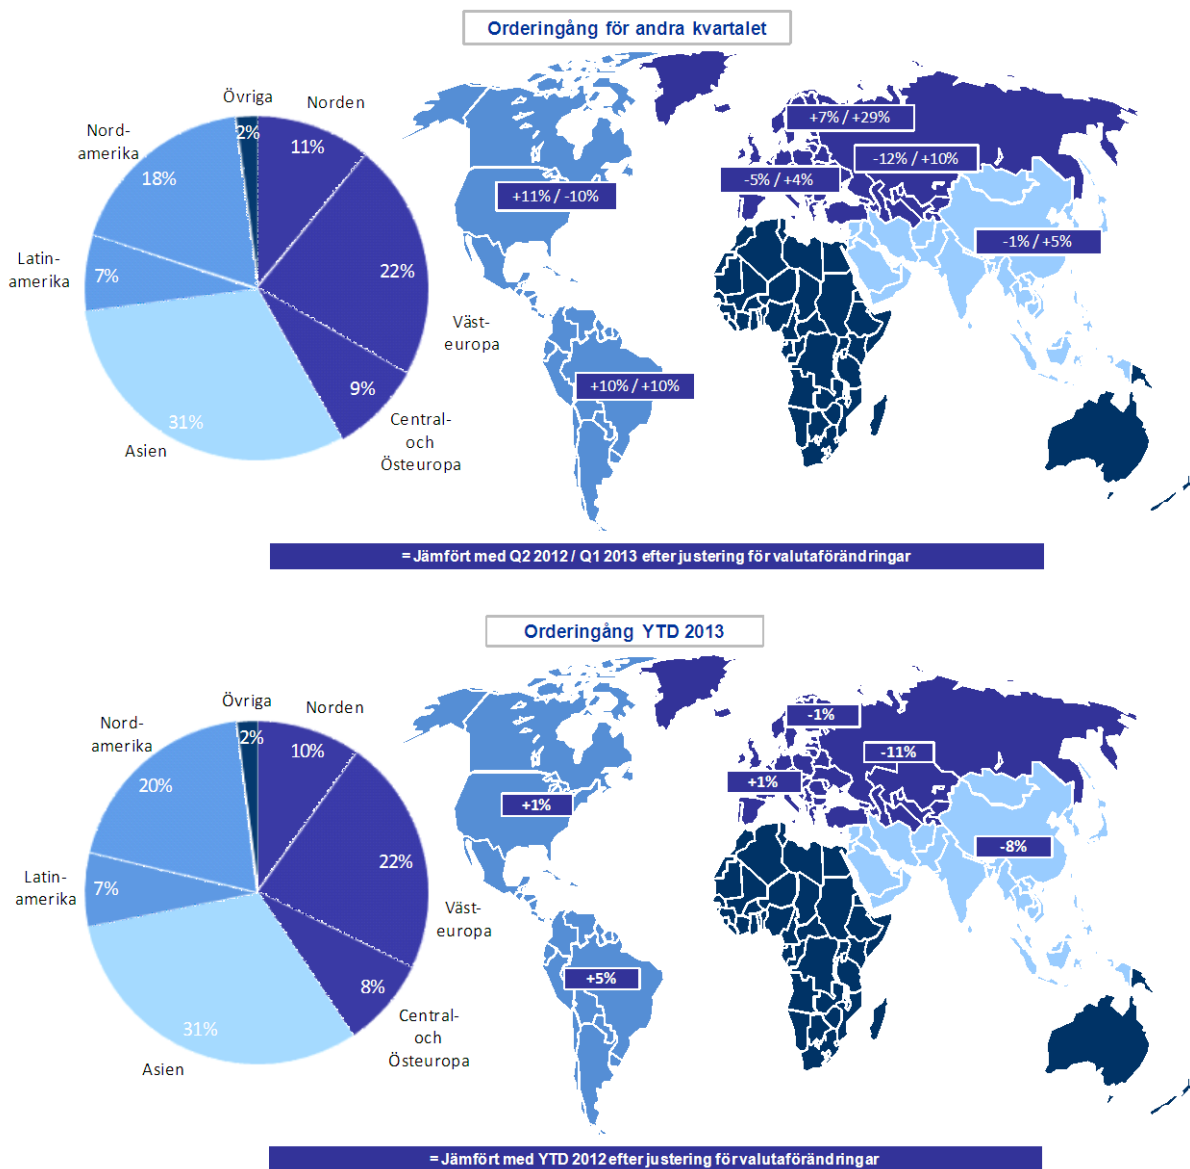 Orderingång för andra kvartalet
Övriga
Norden
Nord-
amerika
2%
11%
18%
Latin-
amerika
7%
22%
Väst-
europa
9%
31%
Asien
Central-
och
Östeuropa
+7% / +29%
-12% / +10%
-5% / +4%
+11% / -10%
-1% / +5%
+10% / +10%
= Jämfört med Q2 2012 / Q1 2013 efter justering för valutaförändringar
Orderingång YTD 2013
Övriga
Norden
Nord-
amerika
2%
10%
20%
Latin-
amerika
7%
22%
Väst-
europa
8%
31%
Asien
Central-
och
Östeuropa
-1%
-11%
+1%
+1%
-8%
+5%
= Jämfört med YTD 2012 efter justering för valutaförändringar